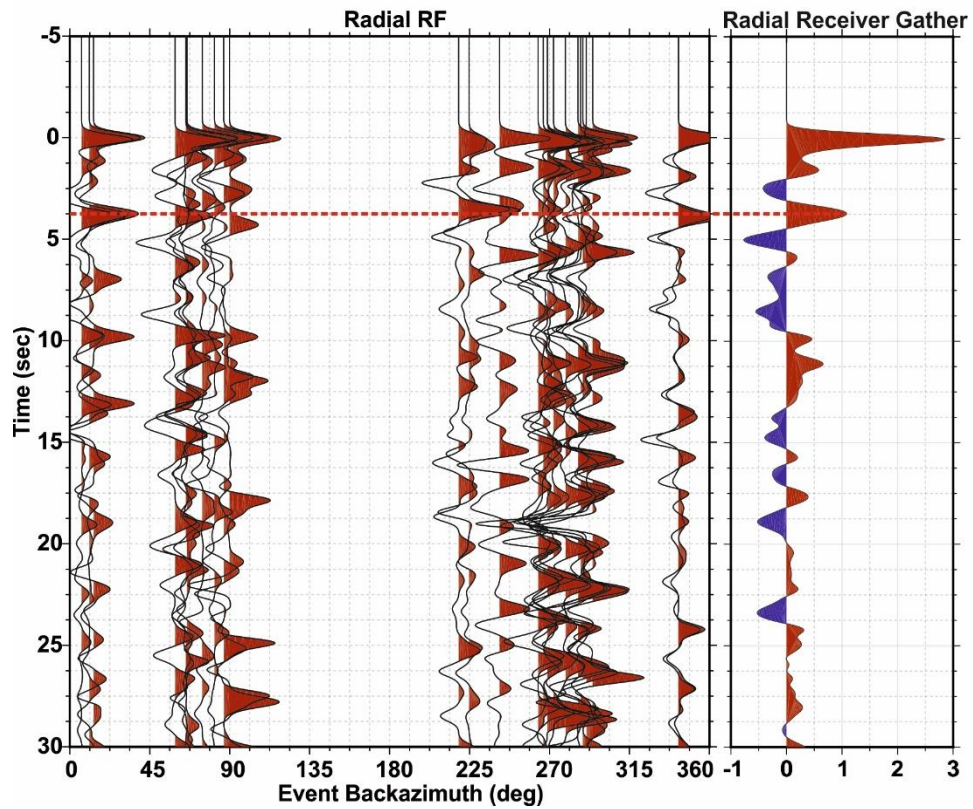 Radial RF
Radial Receiver Gather
-5
0
5
10
15
20
25
30
Time (sec)
0 45 90 135 180 225 270 315 360
Event Backazimuth (deg)
-1 0 1 2 3